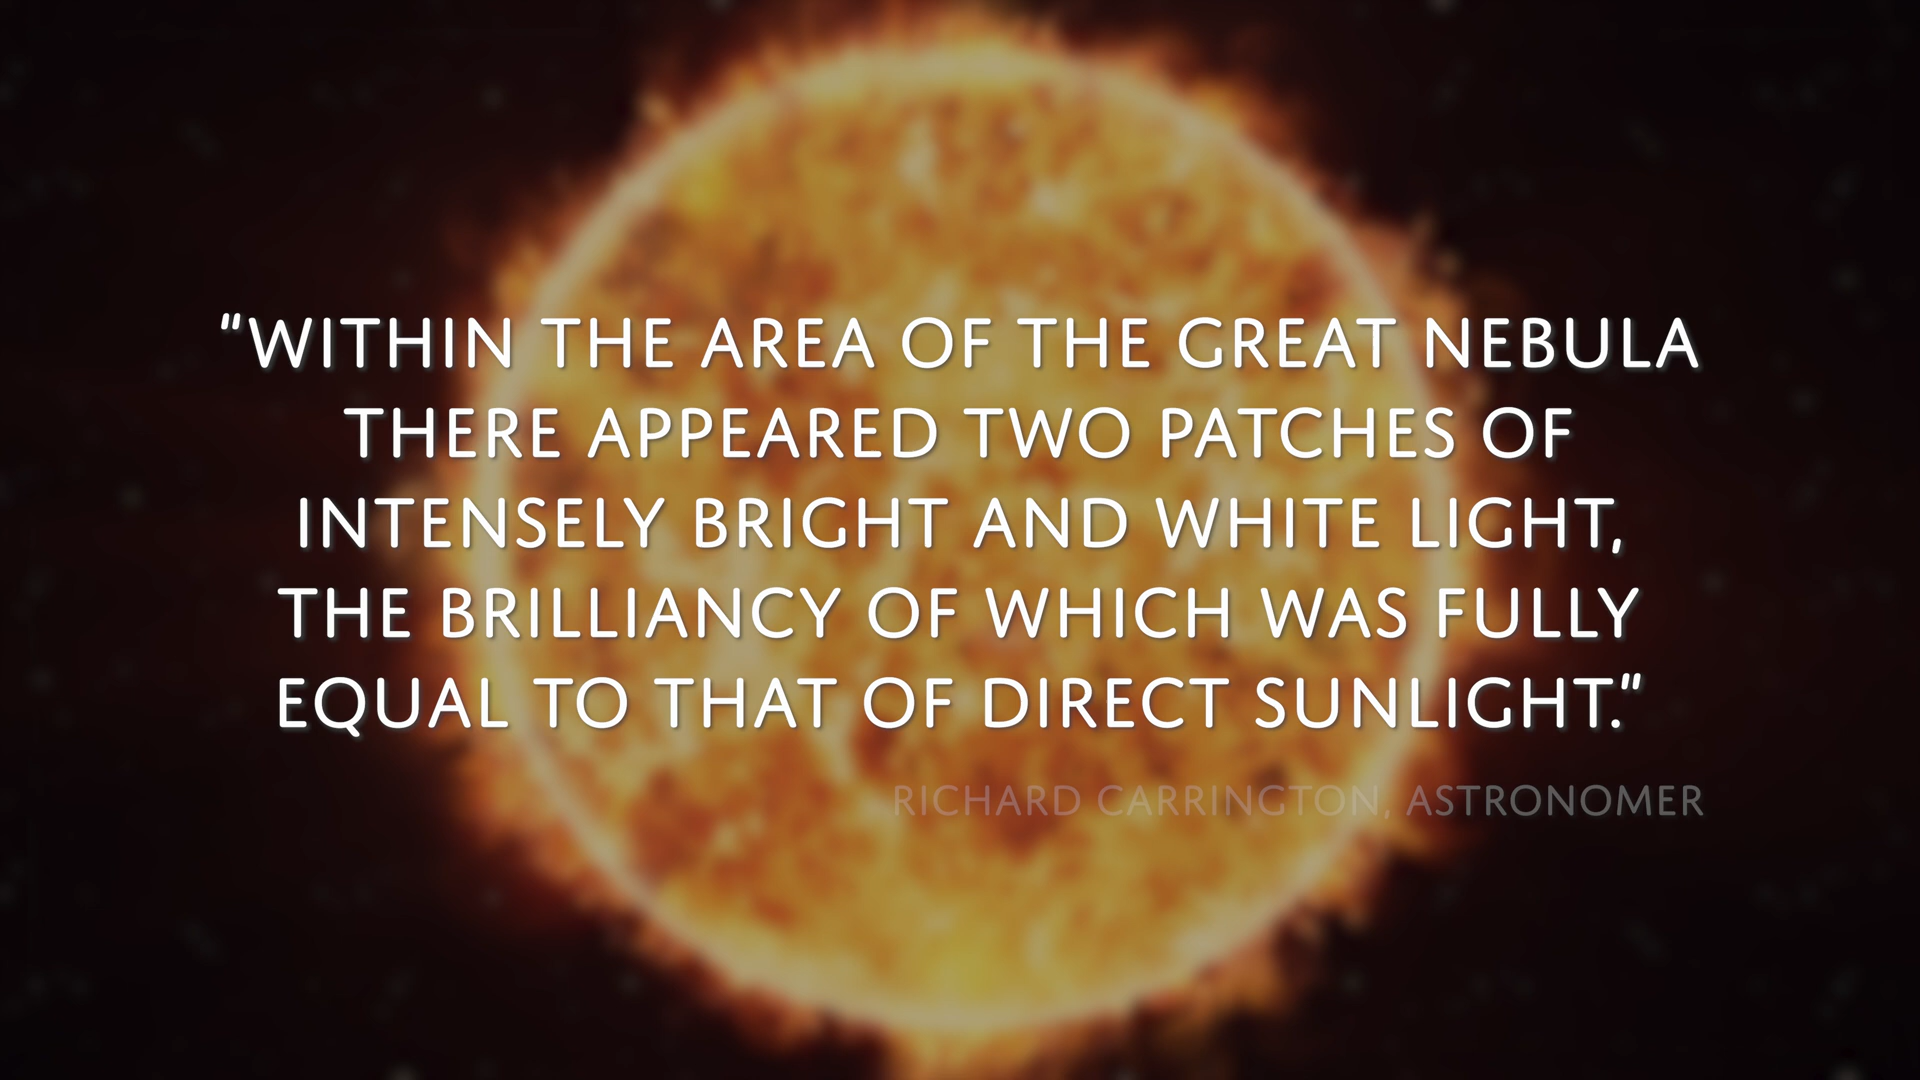 "WITHIN THE AREA OF THE GREAT NEBULA
THERE APPEARED TWO PATCHES OF
INTENSELY BRIGHT AND WHITE LIGHT,
THE BRILLIANCY OF WHICH WAS FULLY
EQUAL TO THAT OF DIRECT SUNLIGHT."
RICHARD CARRINGTON, ASTRONOMER